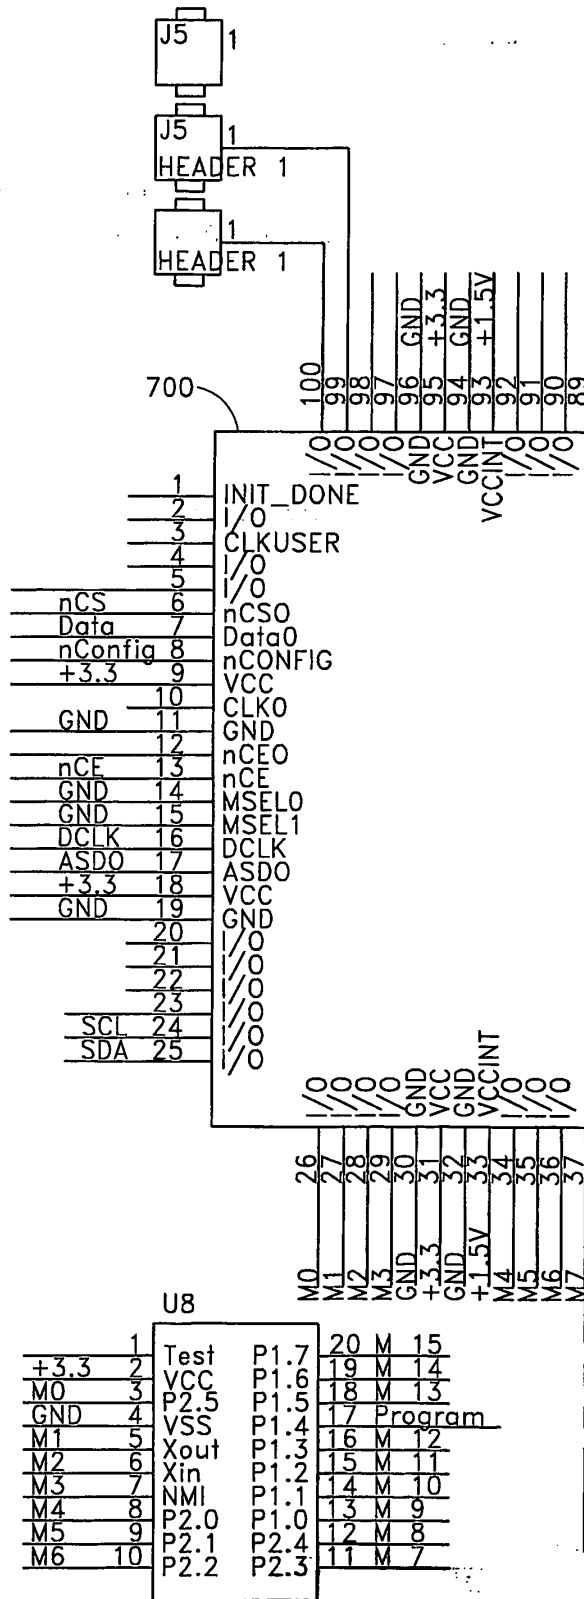 J5 1
J5 1
HEADER 1
1
HEADER 1
700
100 99 98 97 96 95 94 93 92 91 90 89
GND +3.3 GND +1.5V
I/O I/O I/O I/O GND VCC GND VCCINT I/O I/O I/O
1 INIT_DONE
2 I/O
3 CLKUSER
4 I/O
5 I/O
nCS 6 nCSO
Data 7 Data0
nConfig 8 nCONFIG
+3.3 9 VCC
10 CLK0
GND 11 GND
12 nCEO
nCE 13 nCE
GND 14 MSEL0
GND 15 MSEL1
DCLK 16 DCLK
ASDO 17 ASDO
+3.3 18 VCC
GND 19 GND
20 I/O
21 I/O
22 I/O
23 I/O
SCL 24 I/O
SDA 25 I/O
I/O I/O I/O I/O GND VCC GND VCCINT I/O I/O I/O
26 27 28 29 30 31 32 33 34 35 36 37
M0 M1 M2 M3 GND +3.3 GND +1.5V M4 M5 M6 M7
U8
1 Test P1.7 20 M 15
+3.3 2 VCC P1.6 19 M 14
M0 3 P2.5 P1.5 18 M 13
GND 4 VSS P1.4 17 Program
M1 5 Xout P1.3 16 M 12
M2 6 Xin P1.2 15 M 11
M3 7 NMI P1.1 14 M 10
M4 8 P2.0 P1.0 13 M 9
M5 9 P2.1 P2.4 12 M 8
M6 10 P2.2 P2.3 11 M 7